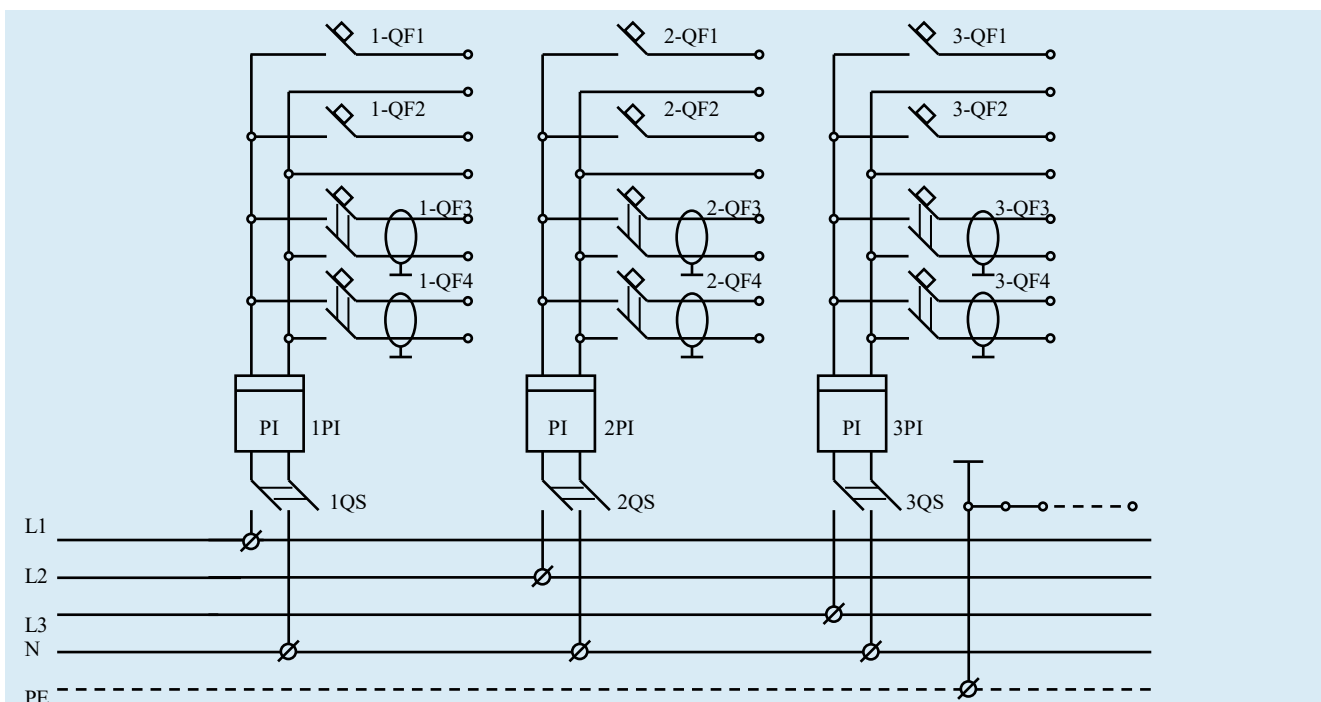 1-QF1 2-QF1 3-QF1
1-QF2 2-QF2 3-QF2
1-QF3 2-QF3 3-QF3
1-QF4 2-QF4 3-QF4
PI 1PI PI 2PI PI 3PI
1QS 2QS 3QS
L1
L2
L3
N
PE